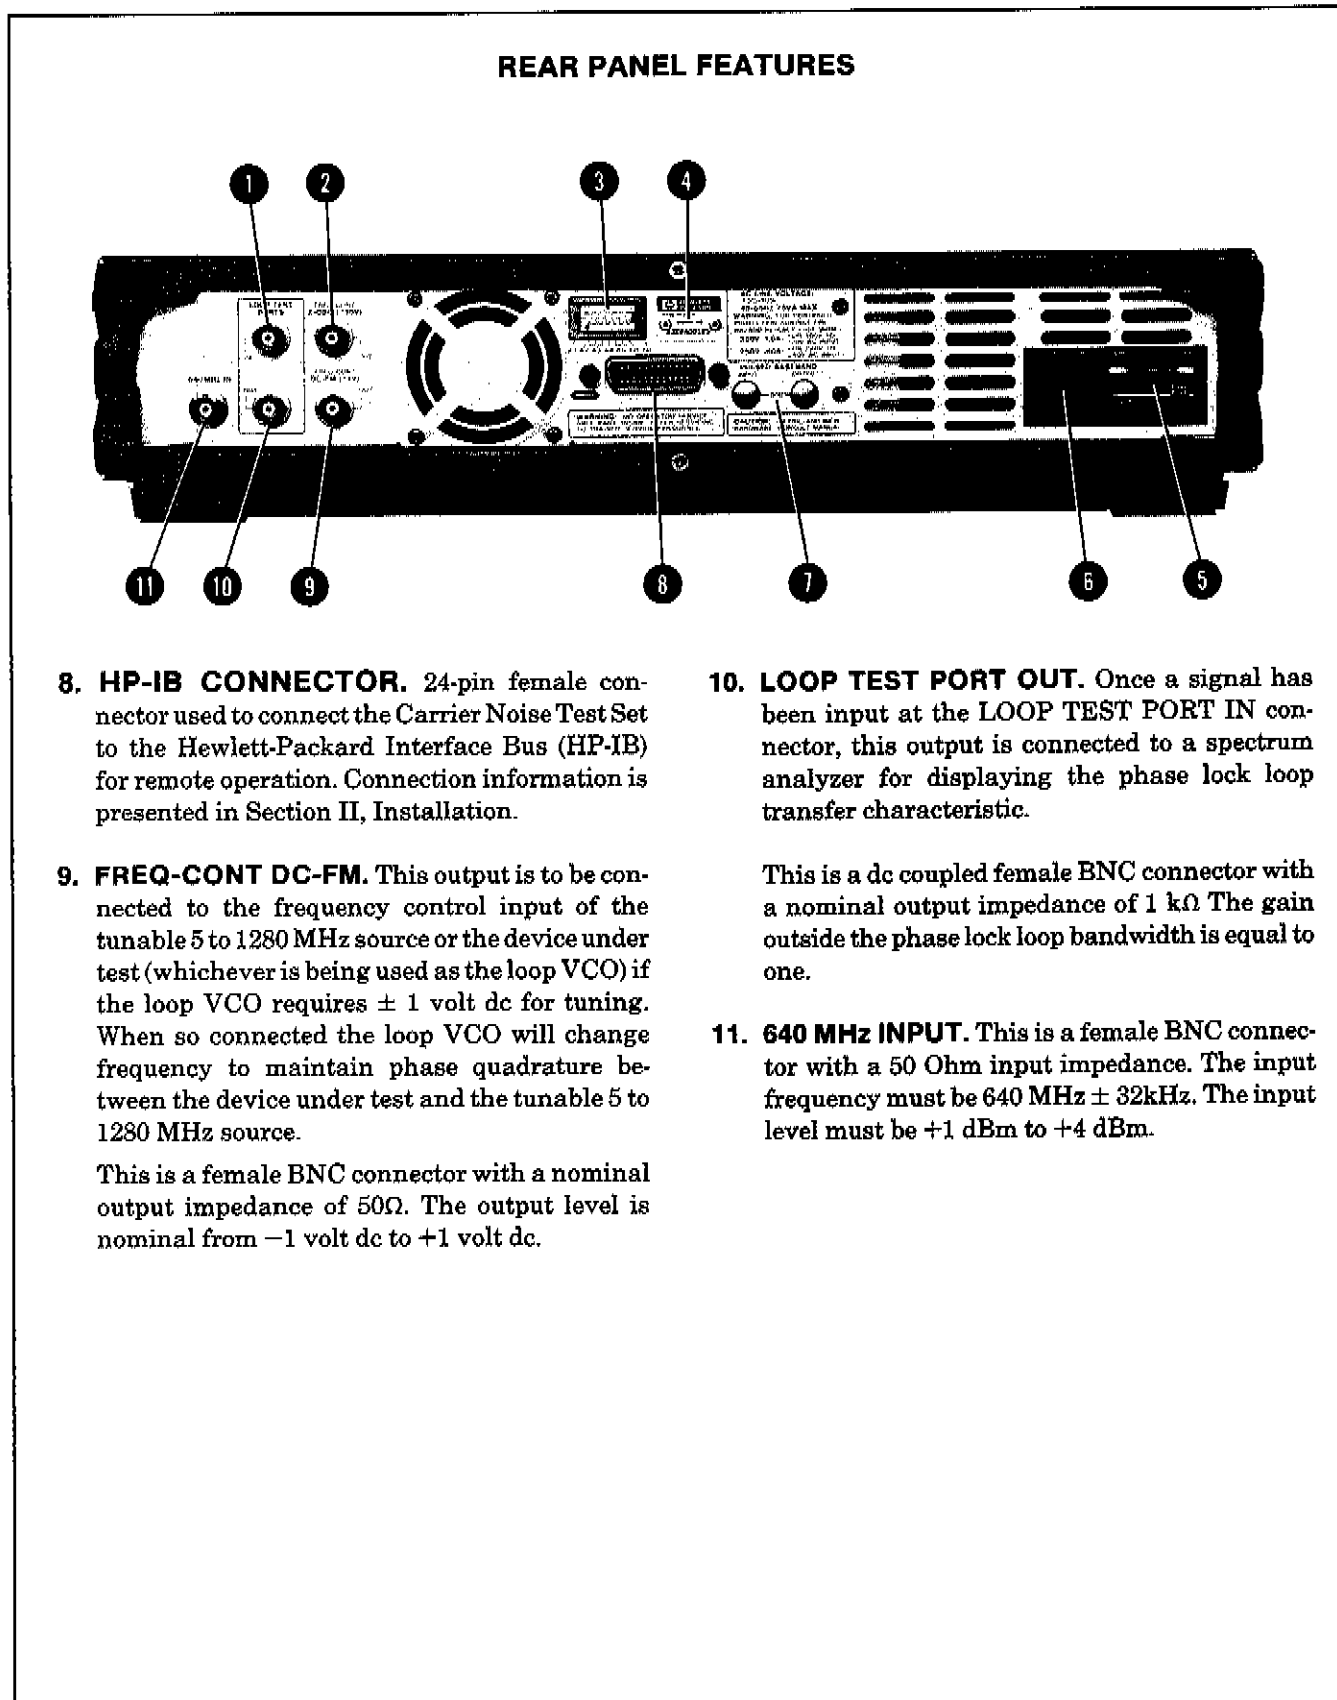 REAR PANEL FEATURES
1
2
3
4
11
10
9
8
7
6
5
8. HP-IB CONNECTOR. 24-pin female con-
nector used to connect the Carrier Noise Test Set
to the Hewlett-Packard Interface Bus (HP-IB)
for remote operation. Connection information is
presented in Section II, Installation.
9. FREQ-CONT DC-FM. This output is to be con-
nected to the frequency control input of the
tunable 5 to 1280 MHz source or the device under
test (whichever is being used as the loop VCO) if
the loop VCO requires ± 1 volt dc for tuning.
When so connected the loop VCO will change
frequency to maintain phase quadrature be-
tween the device under test and the tunable 5 to
1280 MHz source.
This is a female BNC connector with a nominal
output impedance of 50Ω. The output level is
nominal from −1 volt dc to +1 volt dc.
10. LOOP TEST PORT OUT. Once a signal has
been input at the LOOP TEST PORT IN con-
nector, this output is connected to a spectrum
analyzer for displaying the phase lock loop
transfer characteristic.
This is a dc coupled female BNC connector with
a nominal output impedance of 1 kΩ The gain
outside the phase lock loop bandwidth is equal to
one.
11. 640 MHz INPUT. This is a female BNC connec-
tor with a 50 Ohm input impedance. The input
frequency must be 640 MHz ± 32kHz. The input
level must be +1 dBm to +4 dBm.